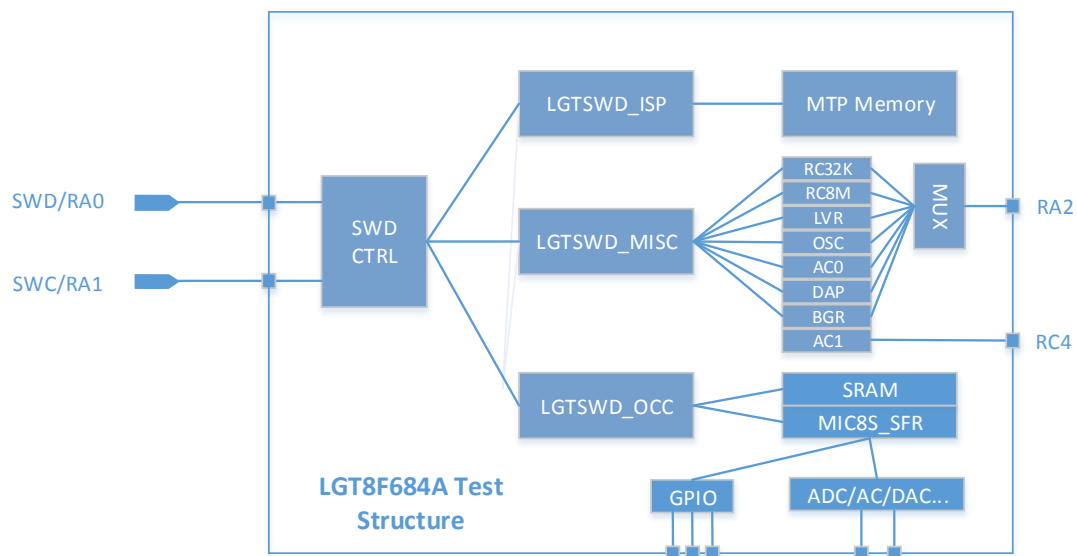 LGTSWD_ISP
MTP Memory
SWD/RA0
SWC/RA1
SWD
CTRL
LGTSWD_MISC
RC32K
RC8M
LVR
OSC
AC0
DAP
BGR
AC1
MUX
RA2
RC4
LGTSWD_OCC
SRAM
MIC8S_SFR
LGT8F684A Test
Structure
GPIO
ADC/AC/DAC...